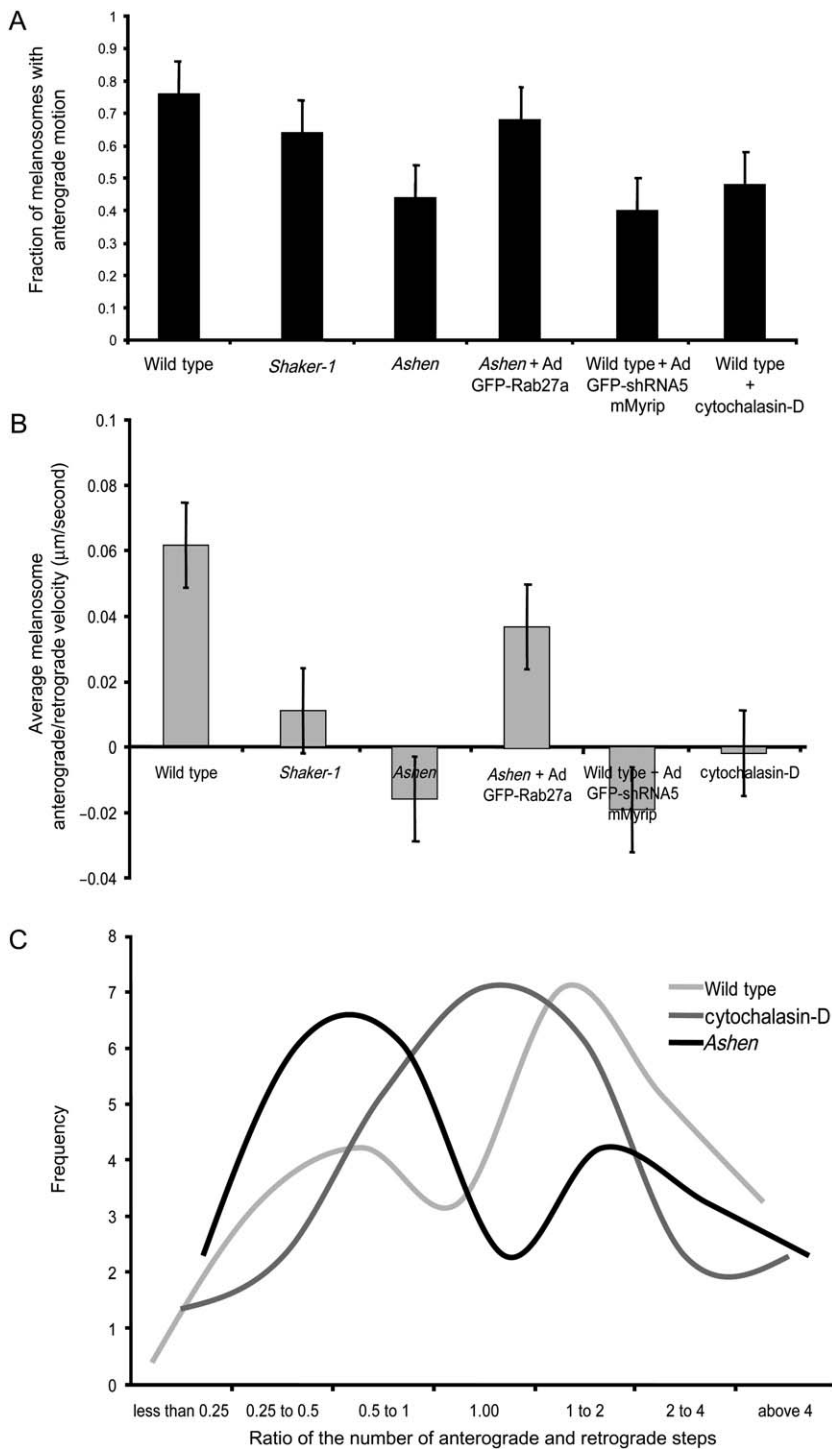 A
Fraction of melanosomes with
anterograde motion
1
0.9
0.8
0.7
0.6
0.5
0.4
0.3
0.2
0.1
0
Wild type
Shaker-1
Ashen
Ashen + Ad
GFP-Rab27a
Wild type + Ad
GFP-shRNA5
mMyrip
Wild type
+
cytochalasin-D
B
Average melanosome
anterograde/retrograde velocity (μm/second)
0.1
0.08
0.06
0.04
0.02
0
−0.02
−0.04
Wild type
Shaker-1
Ashen
Ashen + Ad
GFP-Rab27a
Wild type + Ad
GFP-shRNA5
mMyrip
cytochalasin-D
C
Frequency
8
7
6
5
4
3
2
1
0
Wild type
cytochalasin-D
Ashen
less than 0.25
0.25 to 0.5
0.5 to 1
1.00
1 to 2
2 to 4
above 4
Ratio of the number of anterograde and retrograde steps